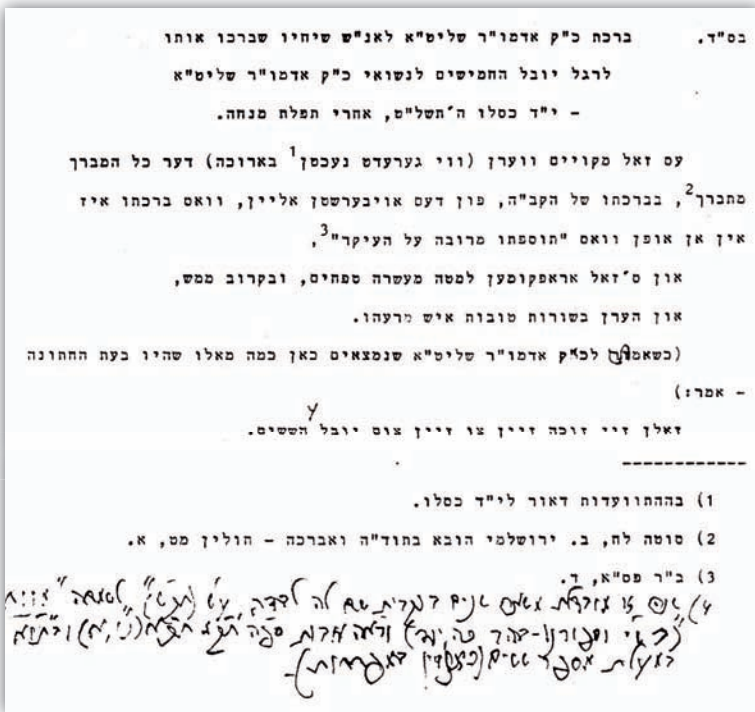 בס"ד. ברכת כ"ק אדמו"ר שליט"א לאנ"ש שיחיו שברכו אותו
לרגל יובל החמישים לנשואי כ"ק אדמו"ר שליט"א
- י"ד כסלו ה'תשל"ט, אחרי תפלת מנחה.
עס זאל מקויים ווערן (ווי גערעדט נעכטן1 בארוכה) דער כל המברך
מתברך2, בברכתו של הקב"ה, פון דעם אויבערשטן אליין, וואס ברכתו איז
אין אן אופן וואס "תוספתו מרובה על העיקר"3,
און ס'זאל אראפקומען למטה מעשרה טפחים, ובקרוב ממש,
און הערן בשורות טובות איש מרעהו.
(כשאמרו לכ"ק אדמו"ר שליט"א שנמצאים כאן כמה מאלו שהיו בעת החתונה
- אמר:)
זאלן זיי זוכה זיין צו זיין צום יובל הששים.
------------
1) בההתוועדות דאור לי"ד כסלו.
2) סוטה לח, ב. ירושלמי הובא בתוד"ה ואברכה - חולין מט, א.
3) ב"ר פס"א, ד.